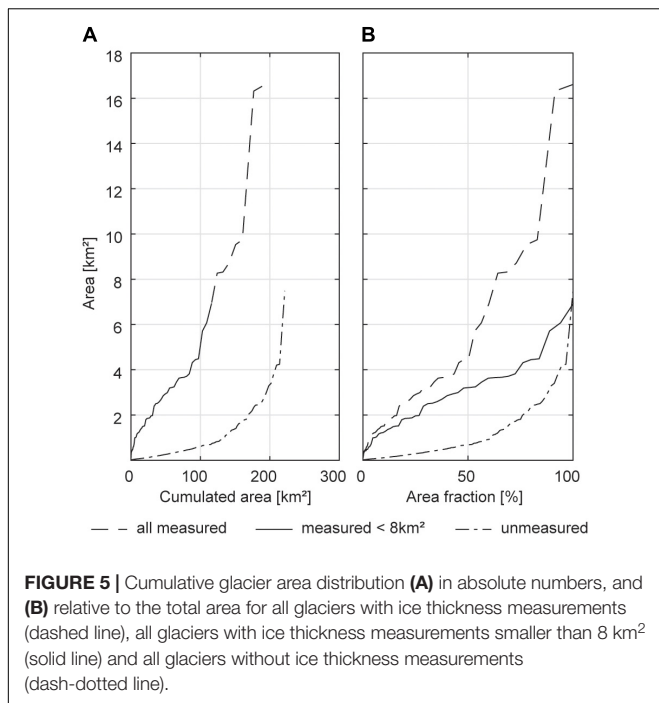 A
B
18
16
14
12
10
8
6
4
2
Area [km²]
0 100 200 300
Cumulated area [km²]
0 50 100
Area fraction [%]
all measured measured < 8km² unmeasured
FIGURE 5 | Cumulative glacier area distribution (A) in absolute numbers, and
(B) relative to the total area for all glaciers with ice thickness measurements
(dashed line), all glaciers with ice thickness measurements smaller than 8 km²
(solid line) and all glaciers without ice thickness measurements
(dash-dotted line).